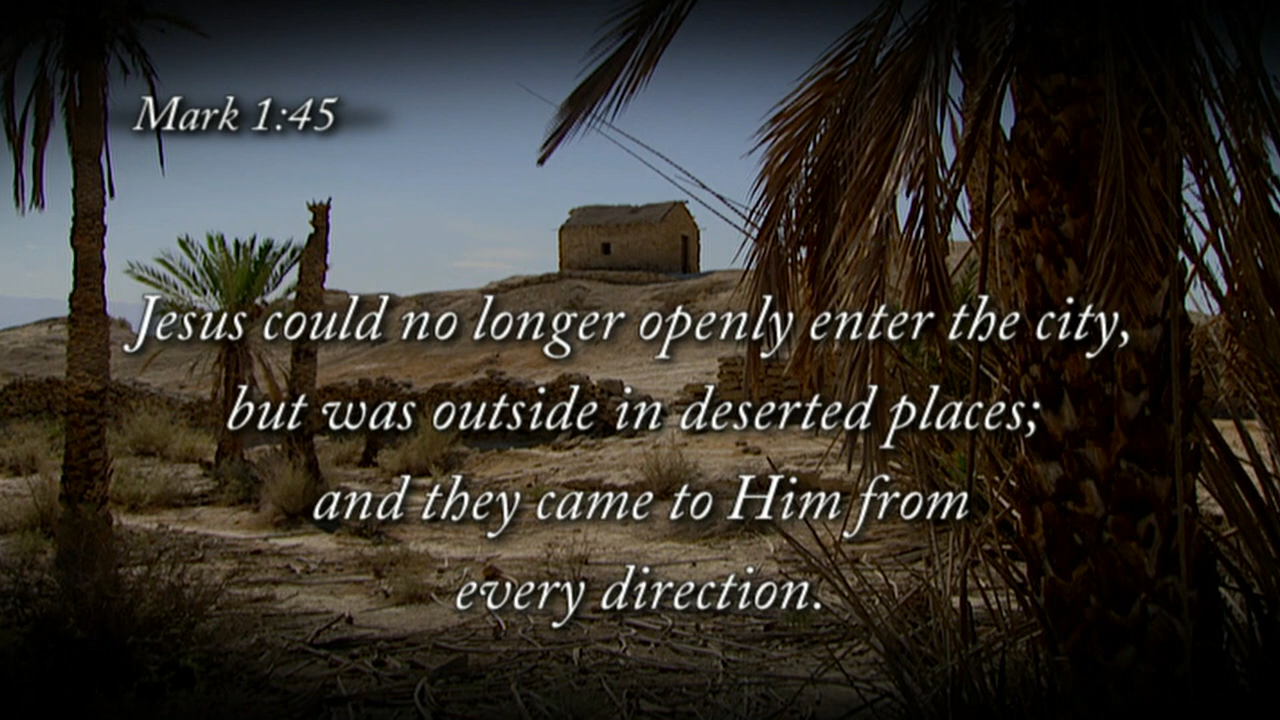 Mark 1:45
Jesus could no longer openly enter the city,
but was outside in deserted places;
and they came to Him from
every direction.